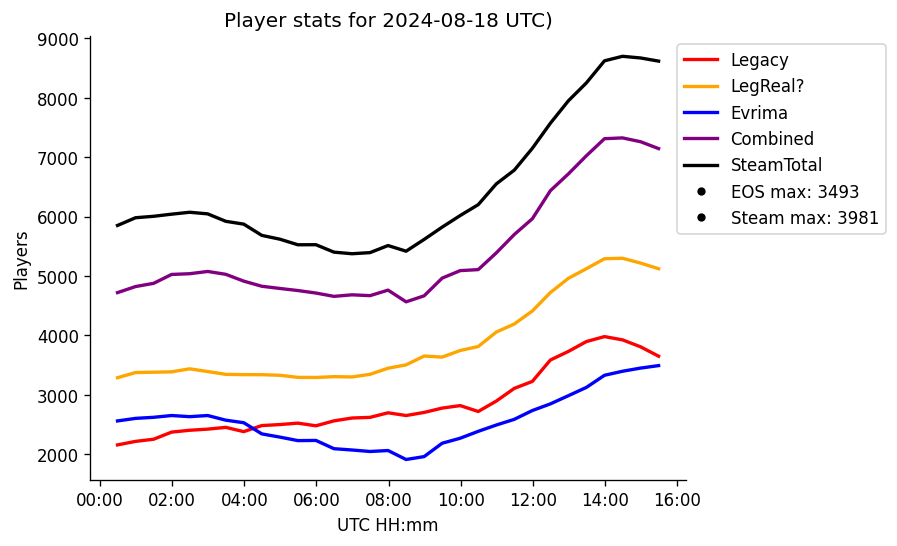 Player stats for 2024-08-18 UTC)
9000
8000
7000
6000
5000
4000
3000
2000
Players
00:00 02:00 04:00 06:00 08:00 10:00 12:00 14:00 16:00
UTC HH:mm
Legacy
LegReal?
Evrima
Combined
SteamTotal
EOS max: 3493
Steam max: 3981